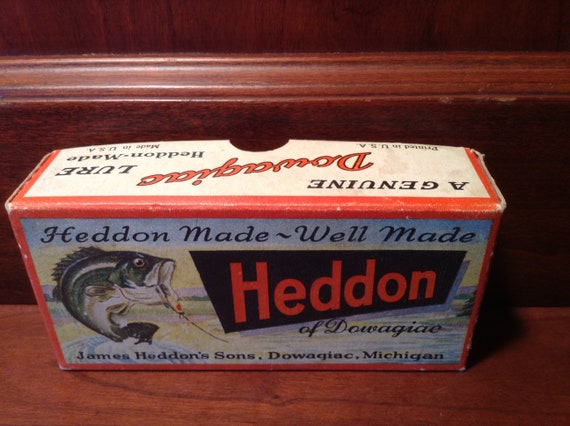 A GENUINE
Dowagiac
LURE
Heddon-Made
Printed in U.S.A
Made in U.S.A
Heddon Made ~ Well Made
Heddon
of Dowagiac
James Heddon's Sons, Dowagiac, Michigan